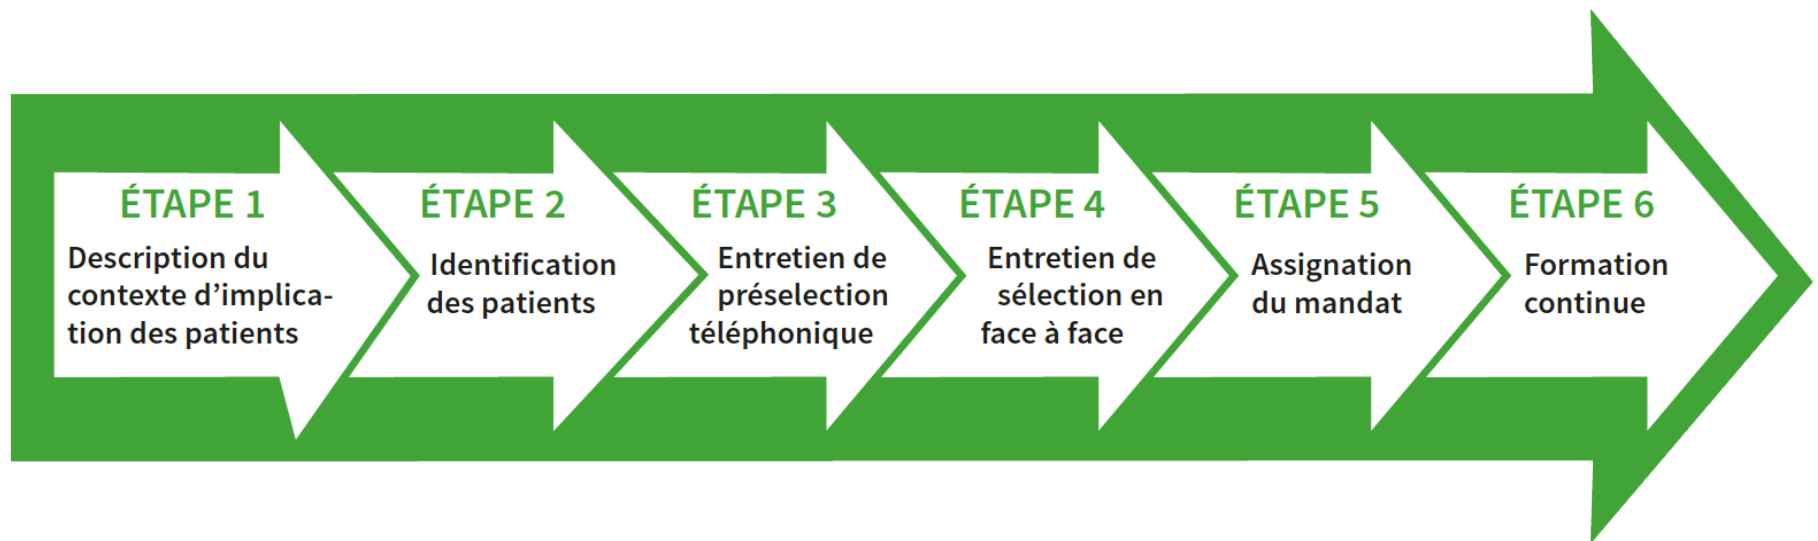 ÉTAPE 1
Description du
contexte d’implica-
tion des patients
ÉTAPE 2
Identification
des patients
ÉTAPE 3
Entretien de
préselection
téléphonique
ÉTAPE 4
Entretien de
sélection en
face à face
ÉTAPE 5
Assignation
du mandat
ÉTAPE 6
Formation
continue